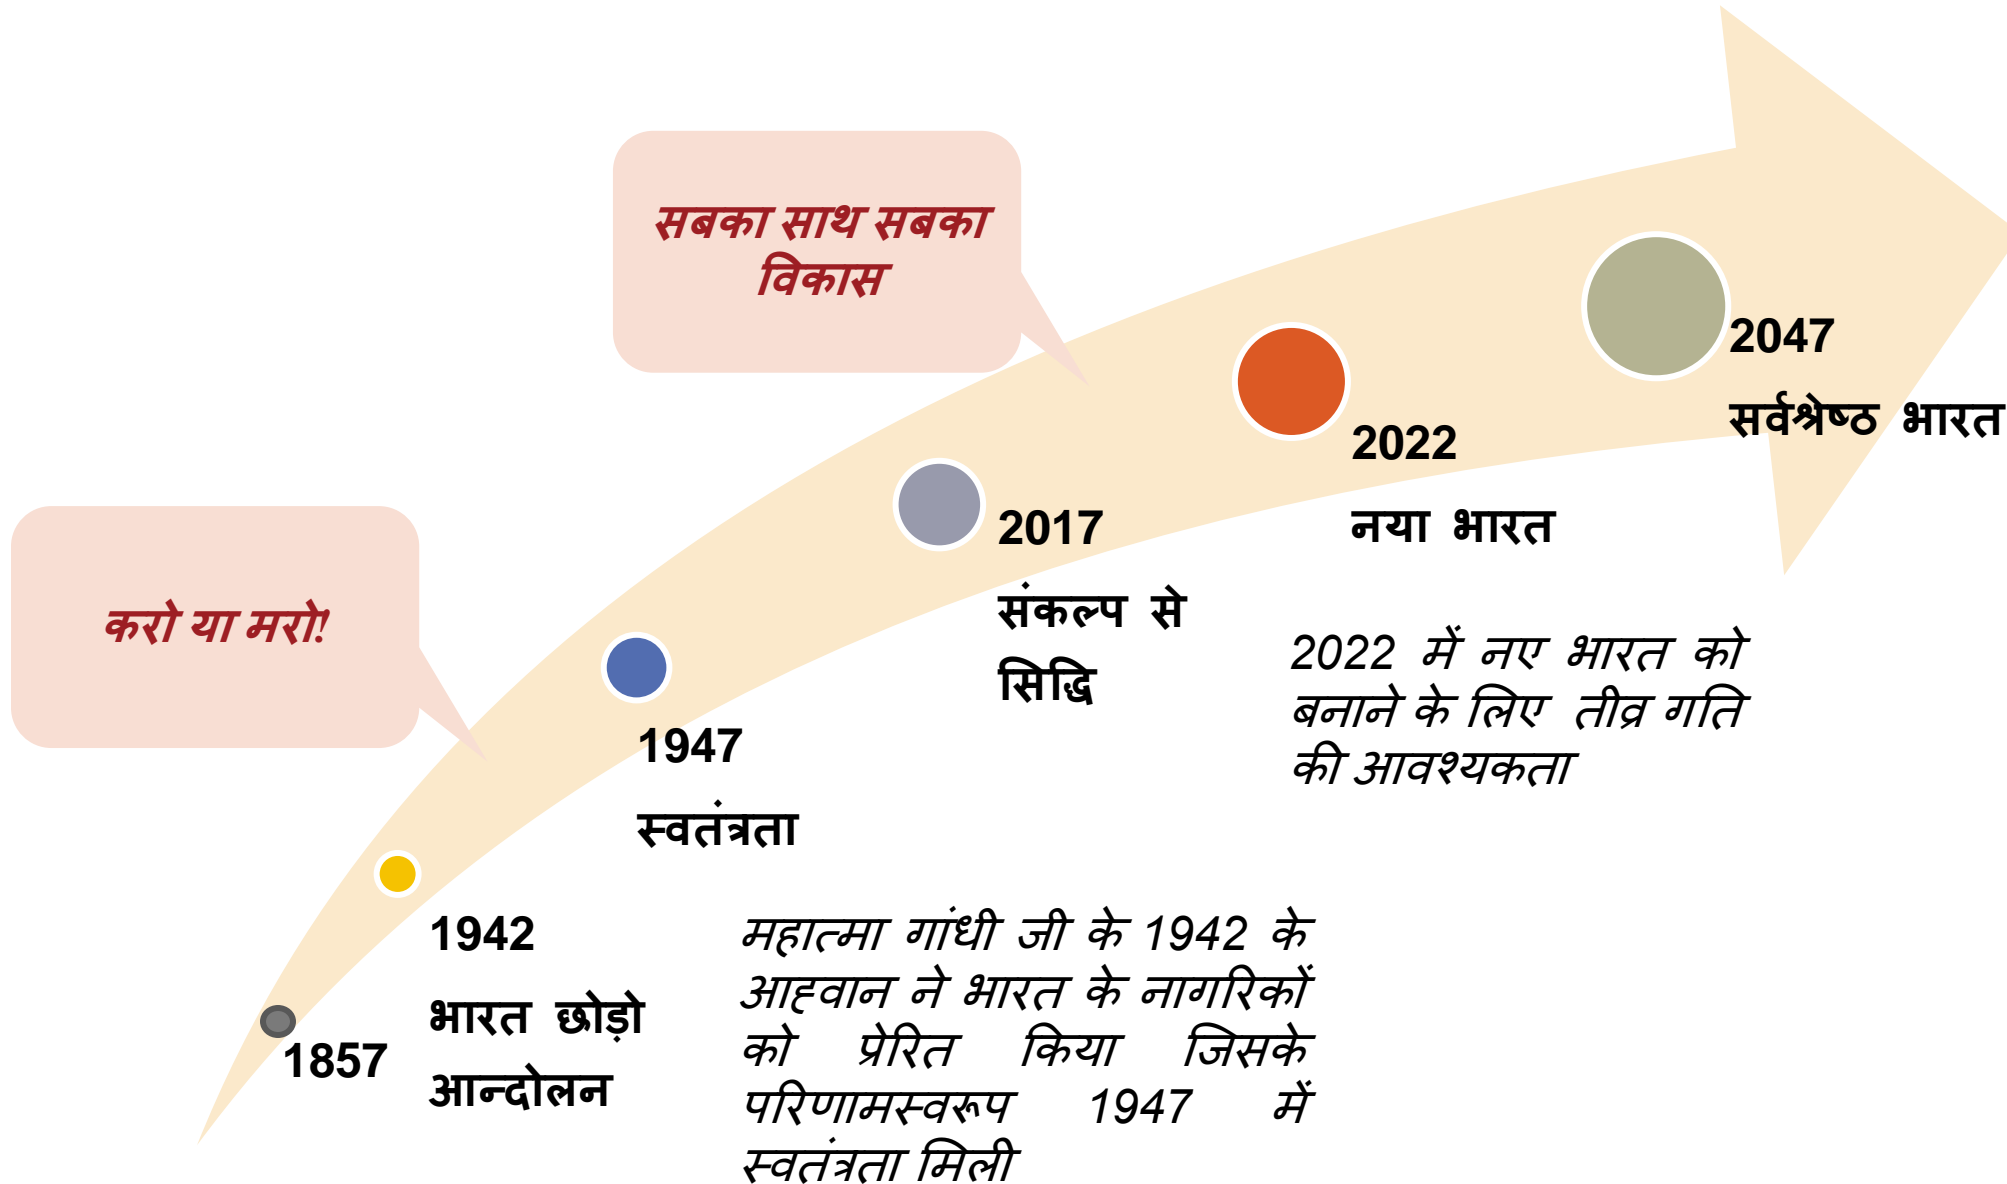 सबका साथ सबका
विकास
करो या मरो!
1857
1942
भारत छोड़ो
आन्दोलन
1947
स्वतंत्रता
2017
संकल्प से
सिद्धि
2022
नया भारत
2047
सर्वश्रेष्ठ भारत
2022 में नए भारत को
बनाने के लिए तीव्र गति
की आवश्यकता
महात्मा गांधी जी के 1942 के
आह्वान ने भारत के नागरिकों
को प्रेरित किया जिसके
परिणामस्वरूप 1947 में
स्वतंत्रता मिली